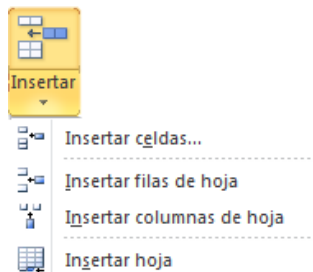 Insertar
Insertar celdas...
Insertar filas de hoja
Insertar columnas de hoja
Insertar hoja